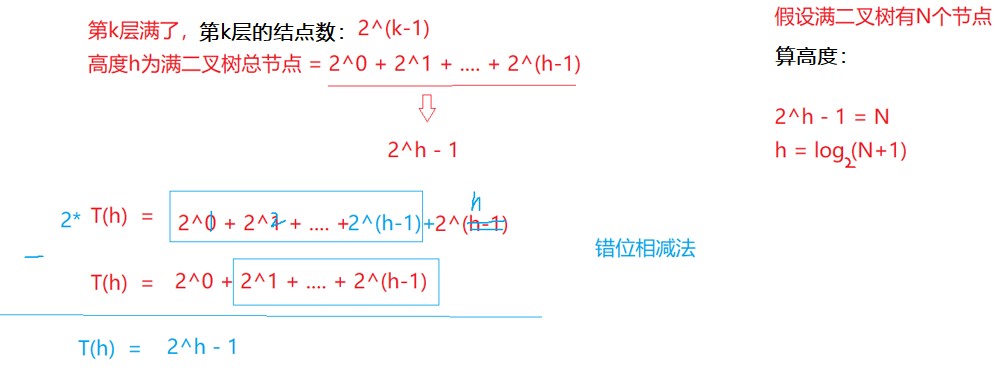 第k层满了，第k层的结点数：2^(k-1)
高度h为满二叉树总节点 = 2^0 + 2^1 + .... + 2^(h-1)
2^h - 1
假设满二叉树有N个节点
算高度：
2^h - 1 = N
h = log2(N+1)
2* T(h) = 2^1 + 2^2 + .... +2^(h-1)+2^h
— T(h) = 2^0 + 2^1 + .... + 2^(h-1)
错位相减法
T(h) = 2^h - 1